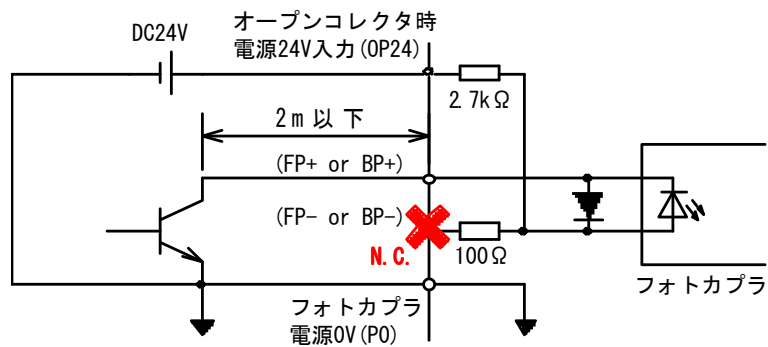 DC24V
オープンコレクタ時
電源24V入力(OP24)
2.7kΩ
2m以下
(FP+ or BP+)
(FP- or BP-)
N.C.
100Ω
フォトカプラ
フォトカプラ
電源0V(P0)